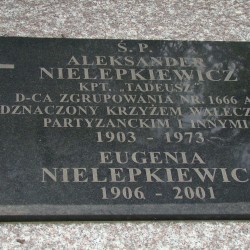 S. P.
ALEKSANDER
NIELEPKIEWICZ
KPT. „TADEUSZ”
D-CA ZGRUPOWANIA NR. 1666 A
DZNACZONY KRZYŻEM WALECZ
PARTYZANCKIM I INNYMI
1903 - 1973
EUGENIA
NIELEPKIEWIC
1906 - 2001